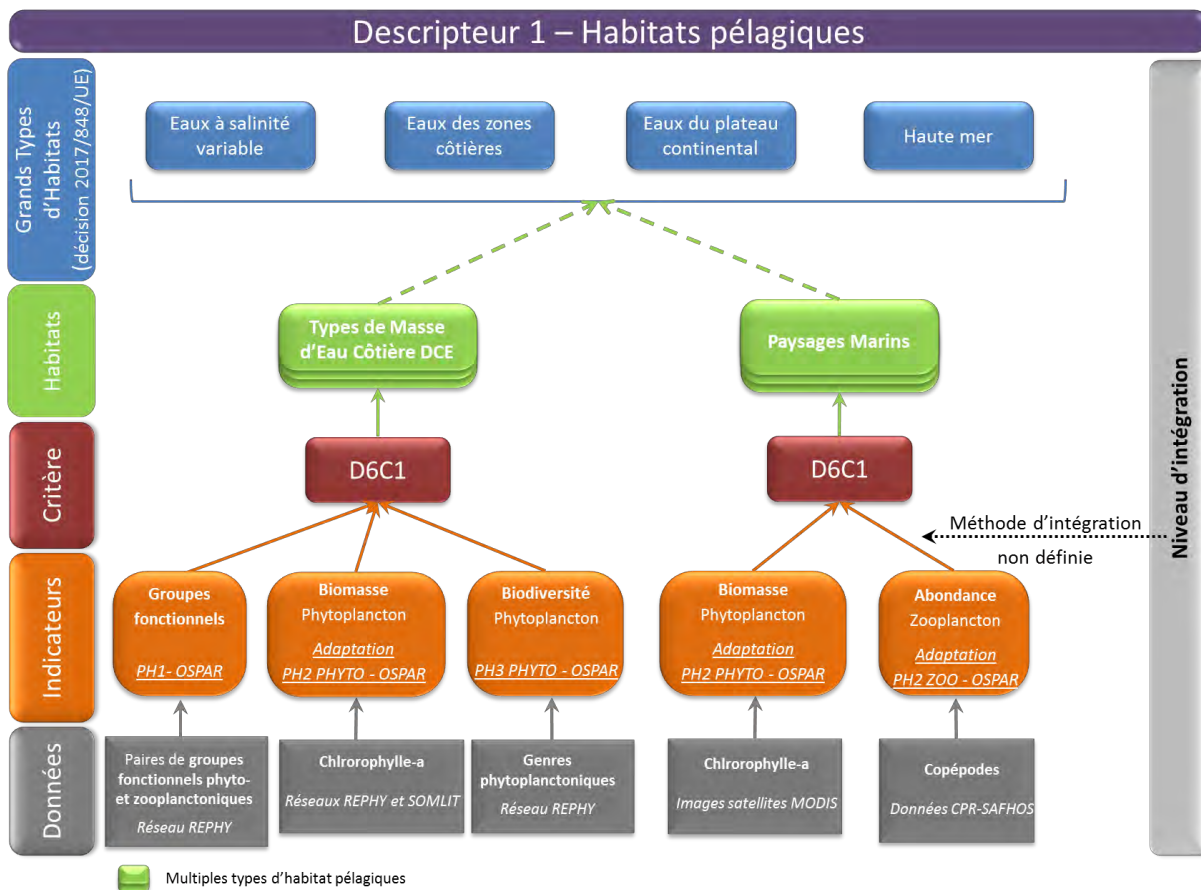 Descripteur 1 – Habitats pélagiques
Grands Types
d'Habitats
(décision 2017/848/UE)
Eaux à salinité
variable
Eaux des zones
côtières
Eaux du plateau
continental
Haute mer
Habitats
Types de Masse
d'Eau Côtière DCE
Paysages Marins
Critère
D6C1
D6C1
Méthode d'intégration
non définie
Niveau d'intégration
Indicateurs
Groupes
fonctionnels
PH1- OSPAR
Biomasse
Phytoplancton
Adaptation
PH2 PHYTO - OSPAR
Biodiversité
Phytoplancton
PH3 PHYTO - OSPAR
Biomasse
Phytoplancton
Adaptation
PH2 PHYTO - OSPAR
Abondance
Zooplancton
Adaptation
PH2 ZOO - OSPAR
Données
Paires de groupes
fonctionnels phyto-
et zooplanctoniques
Réseau REPHY
Chlrorophylle-a
Réseaux REPHY et SOMLIT
Genres
phytoplanctoniques
Réseau REPHY
Chlrorophylle-a
Images satellites MODIS
Copépodes
Données CPR-SAFHOS
Multiples types d'habitat pélagiques